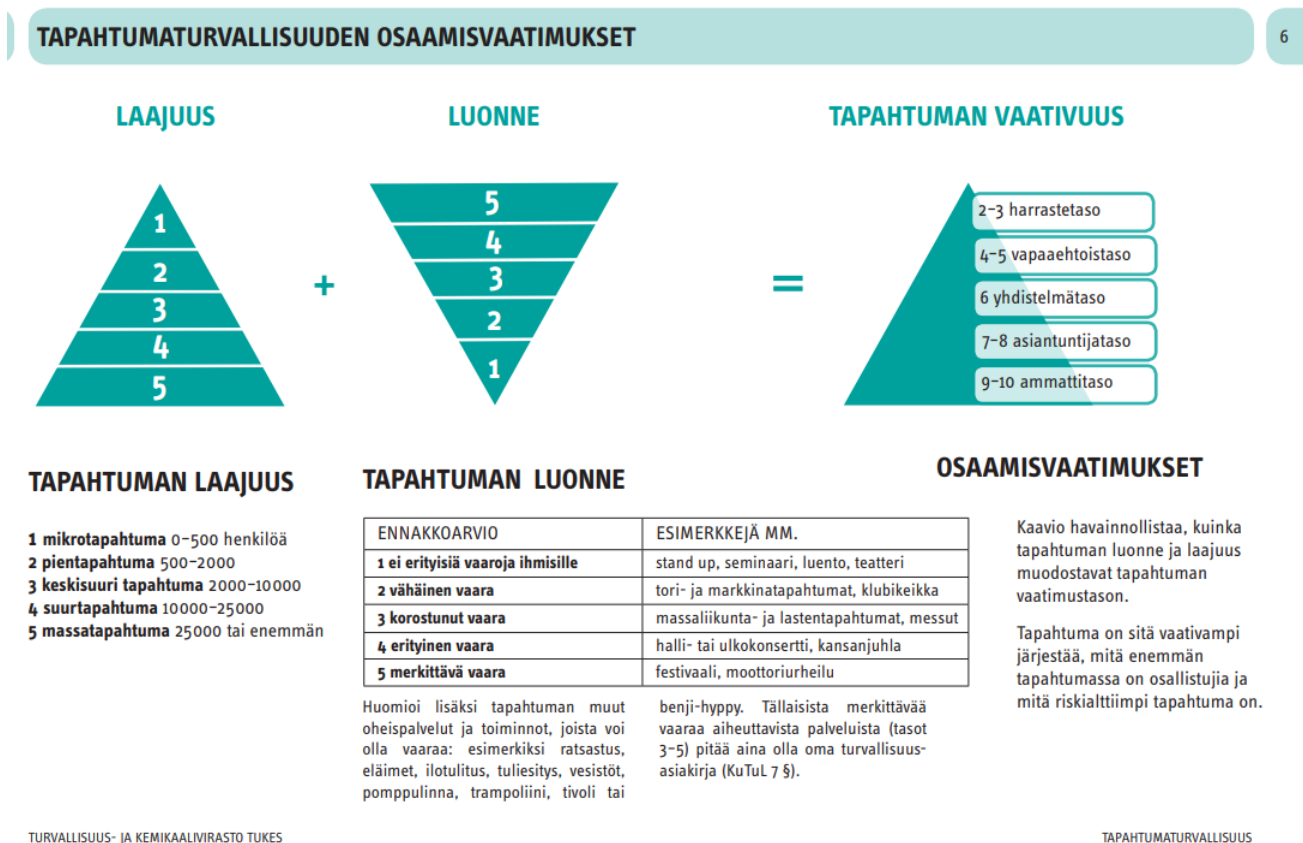 TAPAHTUMATURVALLISUUDEN OSAAMISVAATIMUKSET
6
LAAJUUS
LUONNE
TAPAHTUMAN VAATIVUUS
1
2
3
4
5
+
5
4
3
2
1
=
2–3 harrastetaso
4–5 vapaaehtoistaso
6 yhdistelmätaso
7–8 asiantuntijataso
9–10 ammattitaso
TAPAHTUMAN LAAJUUS
1 mikrotapahtuma 0–500 henkilöä
2 pientapahtuma 500–2000
3 keskisuuri tapahtuma 2000–10000
4 suurtapahtuma 10000–25000
5 massatapahtuma 25000 tai enemmän
TAPAHTUMAN LUONNE
ENNAKKOARVIO ESIMERKKEJÄ MM.
1 ei erityisiä vaaroja ihmisille stand up, seminaari, luento, teatteri
2 vähäinen vaara tori- ja markkinatapahtumat, klubikeikka
3 korostunut vaara massaliikunta- ja lastentapahtumat, messut
4 erityinen vaara halli- tai ulkokonsertti, kansanjuhla
5 merkittävä vaara festivaali, moottoriurheilu
Huomioi lisäksi tapahtuman muut
oheispalvelut ja toiminnot, joista voi
olla vaaraa: esimerkiksi ratsastus,
eläimet, ilotulitus, tuliesitys, vesistöt,
pomppulinna, trampoliini, tivoli tai
benji-hyppy. Tällaisista merkittävää
vaaraa aiheuttavista palveluista (tasot
3–5) pitää aina olla oma turvallisuus-
asiakirja (KuTuL 7 §).
OSAAMISVAATIMUKSET
Kaavio havainnollistaa, kuinka
tapahtuman luonne ja laajuus
muodostavat tapahtuman
vaatimustason.
Tapahtuma on sitä vaativampi
järjestää, mitä enemmän
tapahtumassa on osallistujia ja
mitä riskialttiimpi tapahtuma on.
TURVALLISUUS- JA KEMIKAALIVIRASTO TUKES
TAPAHTUMATURVALLISUUS